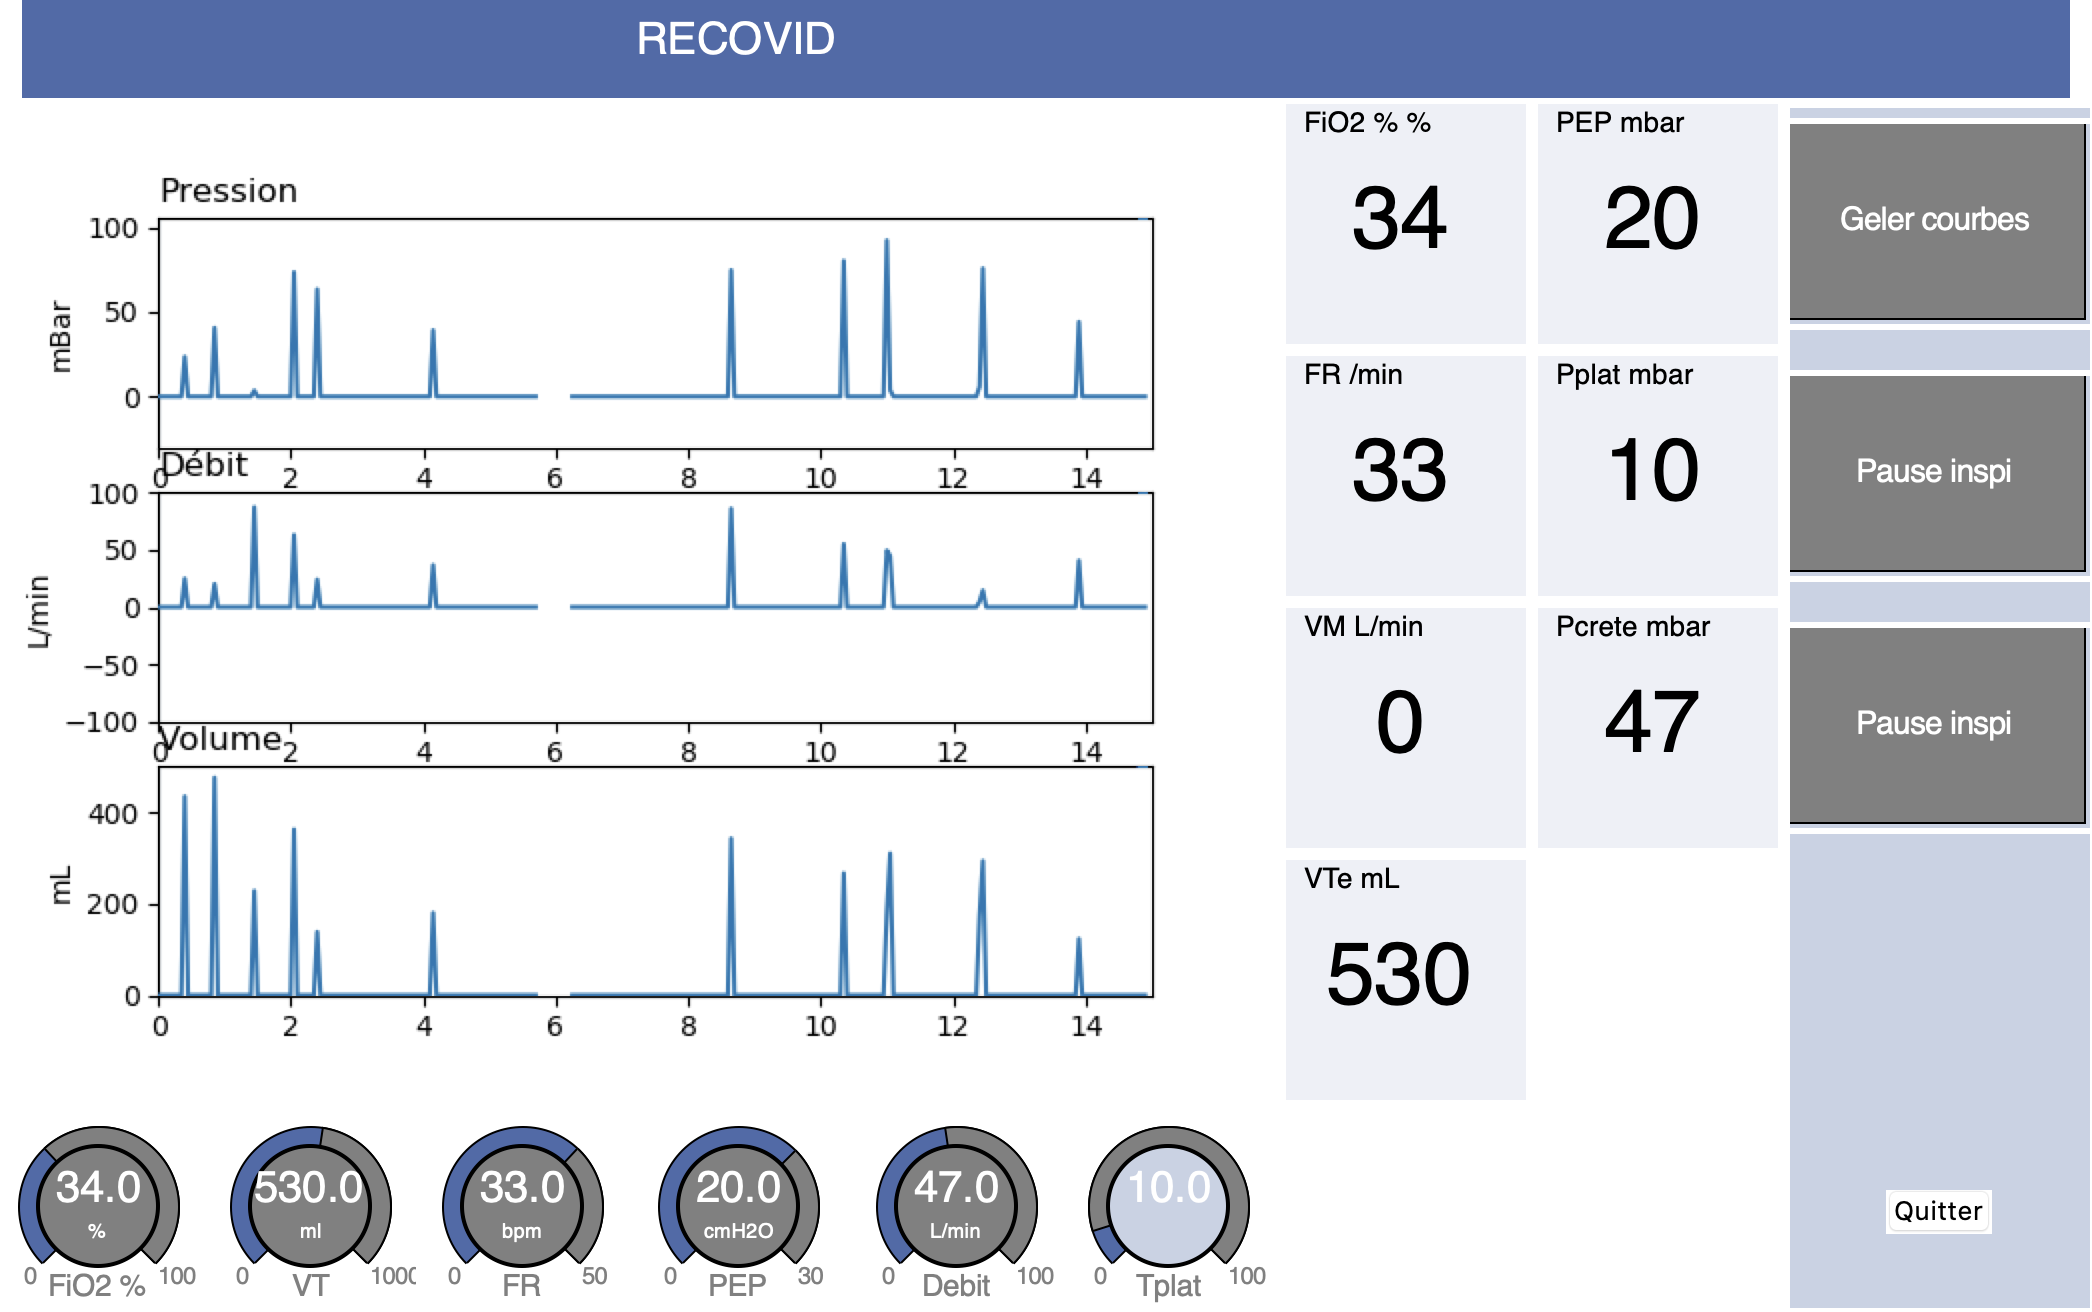 RECOVID
Pression
100
50
0
mBar
0 2 4 6 8 10 12 14
Débit
100
50
0
−50
−100
L/min
0 2 4 6 8 10 12 14
Volume
400
200
0
mL
0 2 4 6 8 10 12 14
FiO2 % %
34
PEP mbar
20
FR /min
33
Pplat mbar
10
VM L/min
0
Pcrete mbar
47
VTe mL
530
Geler courbes
Pause inspi
Pause inspi
Quitter
34.0
%
0 100
FiO2 %
530.0
ml
0 1000
VT
33.0
bpm
0 50
FR
20.0
cmH2O
0 30
PEP
47.0
L/min
0 100
Debit
10.0
0 100
Tplat